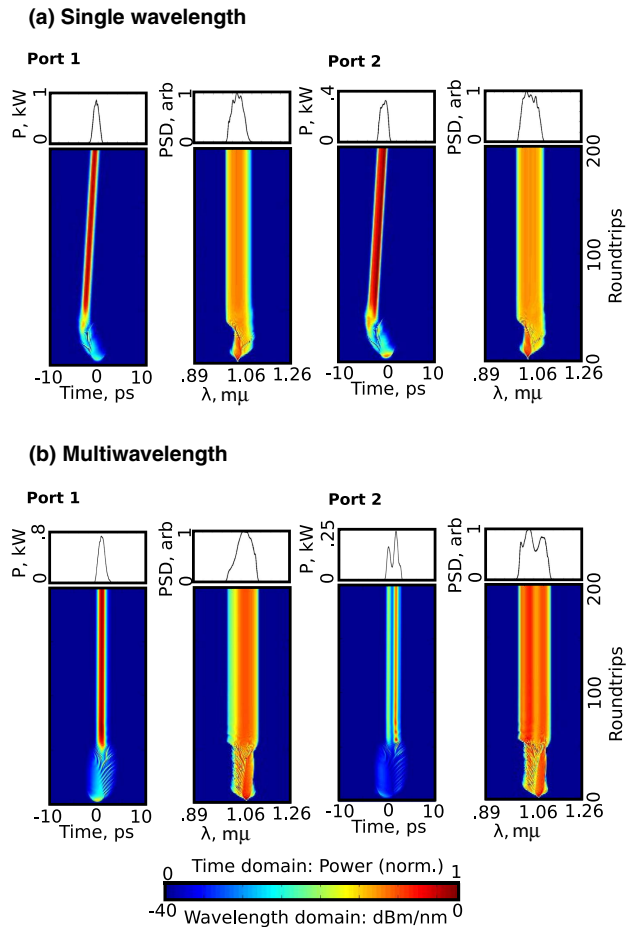 (a) Single wavelength
Port 1
Port 2
P, kW
0 1
PSD, arb
0 1
P, kW
0 .4
PSD, arb
0 1
0 100 200
Roundtrips
-10 0 10
Time, ps
.89 1.06 1.26
λ, mμ
-10 0 10
Time, ps
.89 1.06 1.26
λ, mμ
(b) Multiwavelength
Port 1
Port 2
P, kW
0 .8
PSD, arb
0 1
P, kW
0 .25
PSD, arb
0 1
0 100 200
Roundtrips
-10 0 10
Time, ps
.89 1.06 1.26
λ, mμ
-10 0 10
Time, ps
.89 1.06 1.26
λ, mμ
0 Time domain: Power (norm.) 1
-40 Wavelength domain: dBm/nm 0